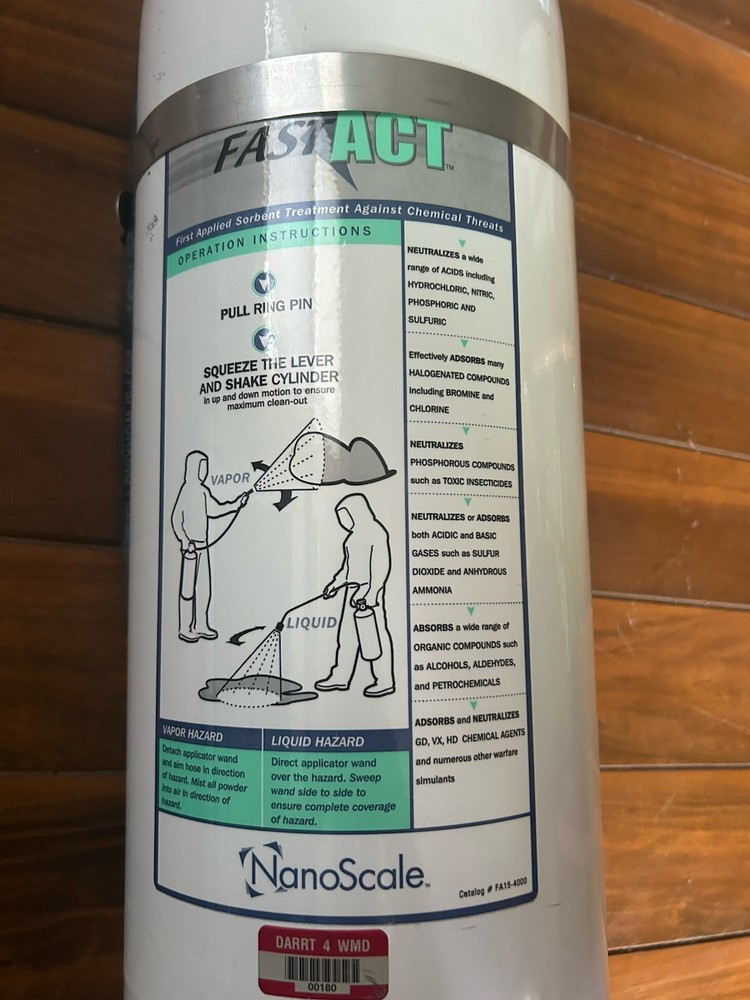 FAST ACT™
First Applied Sorbent Treatment Against Chemical Threats
OPERATION INSTRUCTIONS
1
PULL RING PIN
2
SQUEEZE THE LEVER
AND SHAKE CYLINDER
in up and down motion to ensure
maximum clean-out
VAPOR
LIQUID
VAPOR HAZARD
Detach applicator wand
and aim hose in direction
of hazard. Mist all powder
into air in direction of
hazard.
LIQUID HAZARD
Direct applicator wand
over the hazard. Sweep
wand side to side to
ensure complete coverage
of hazard.
NEUTRALIZES a wide
range of ACIDS including
HYDROCHLORIC, NITRIC,
PHOSPHORIC AND
SULFURIC
Effectively ADSORBS many
HALOGENATED COMPOUNDS
including BROMINE and
CHLORINE
NEUTRALIZES
PHOSPHOROUS COMPOUNDS
such as TOXIC INSECTICIDES
NEUTRALIZES or ADSORBS
both ACIDIC and BASIC
GASES such as SULFUR
DIOXIDE and ANHYDROUS
AMMONIA
ABSORBS a wide range of
ORGANIC COMPOUNDS such
as ALCOHOLS, ALDEHYDES,
and PETROCHEMICALS
ADSORBS and NEUTRALIZES
GD, VX, HD CHEMICAL AGENTS
and numerous other warfare
simulants
NanoScale™
Catalog # FA15-4000
DARRT 4 WMD
00180